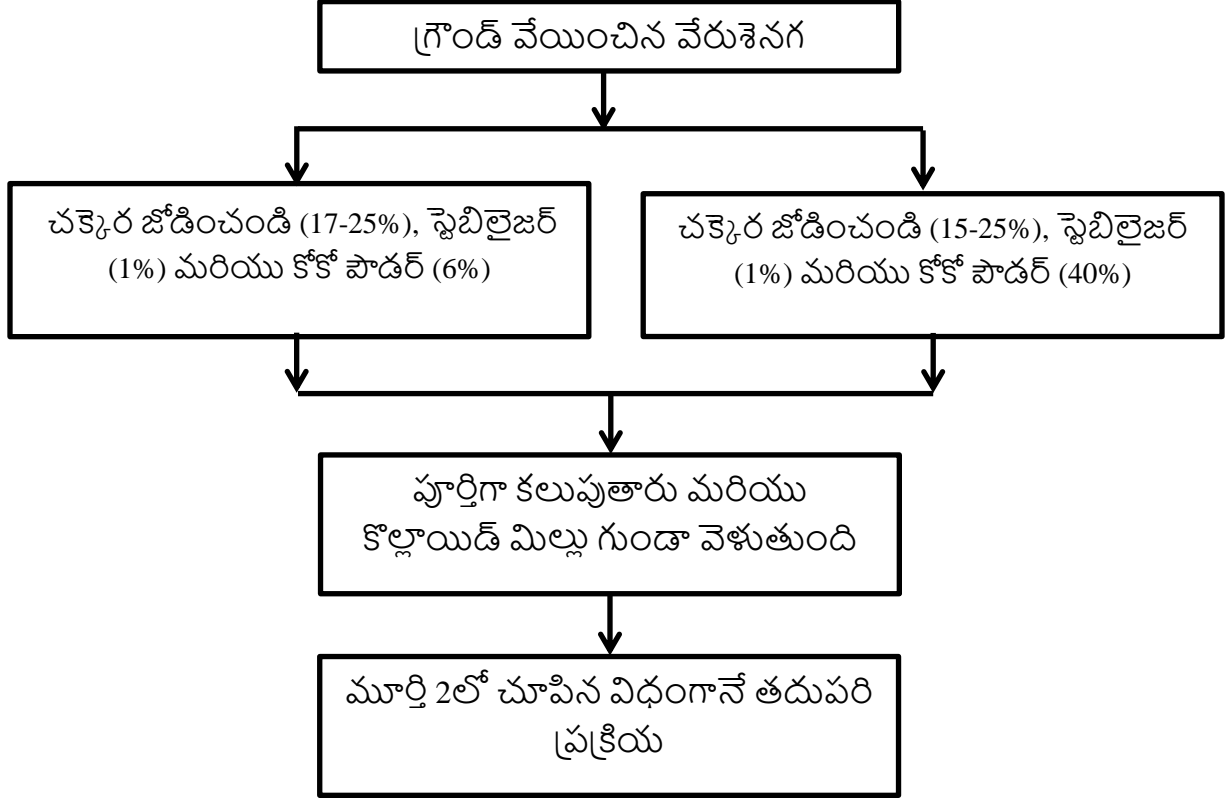 గ్రౌండ్ వేయించిన వేరుశెనగ
చక్కెర జోడించండి (17-25%), స్టెబిలైజర్
(1%) మరియు కోకో పౌడర్ (6%)
చక్కెర జోడించండి (15-25%), స్టెబిలైజర్
(1%) మరియు కోకో పౌడర్ (40%)
పూర్తిగా కలుపుతారు మరియు
కొల్లాయిడ్ మిల్లు గుండా వెళుతుంది
మూర్తి 2లో చూపిన విధంగానే తదుపరి
ప్రక్రియ